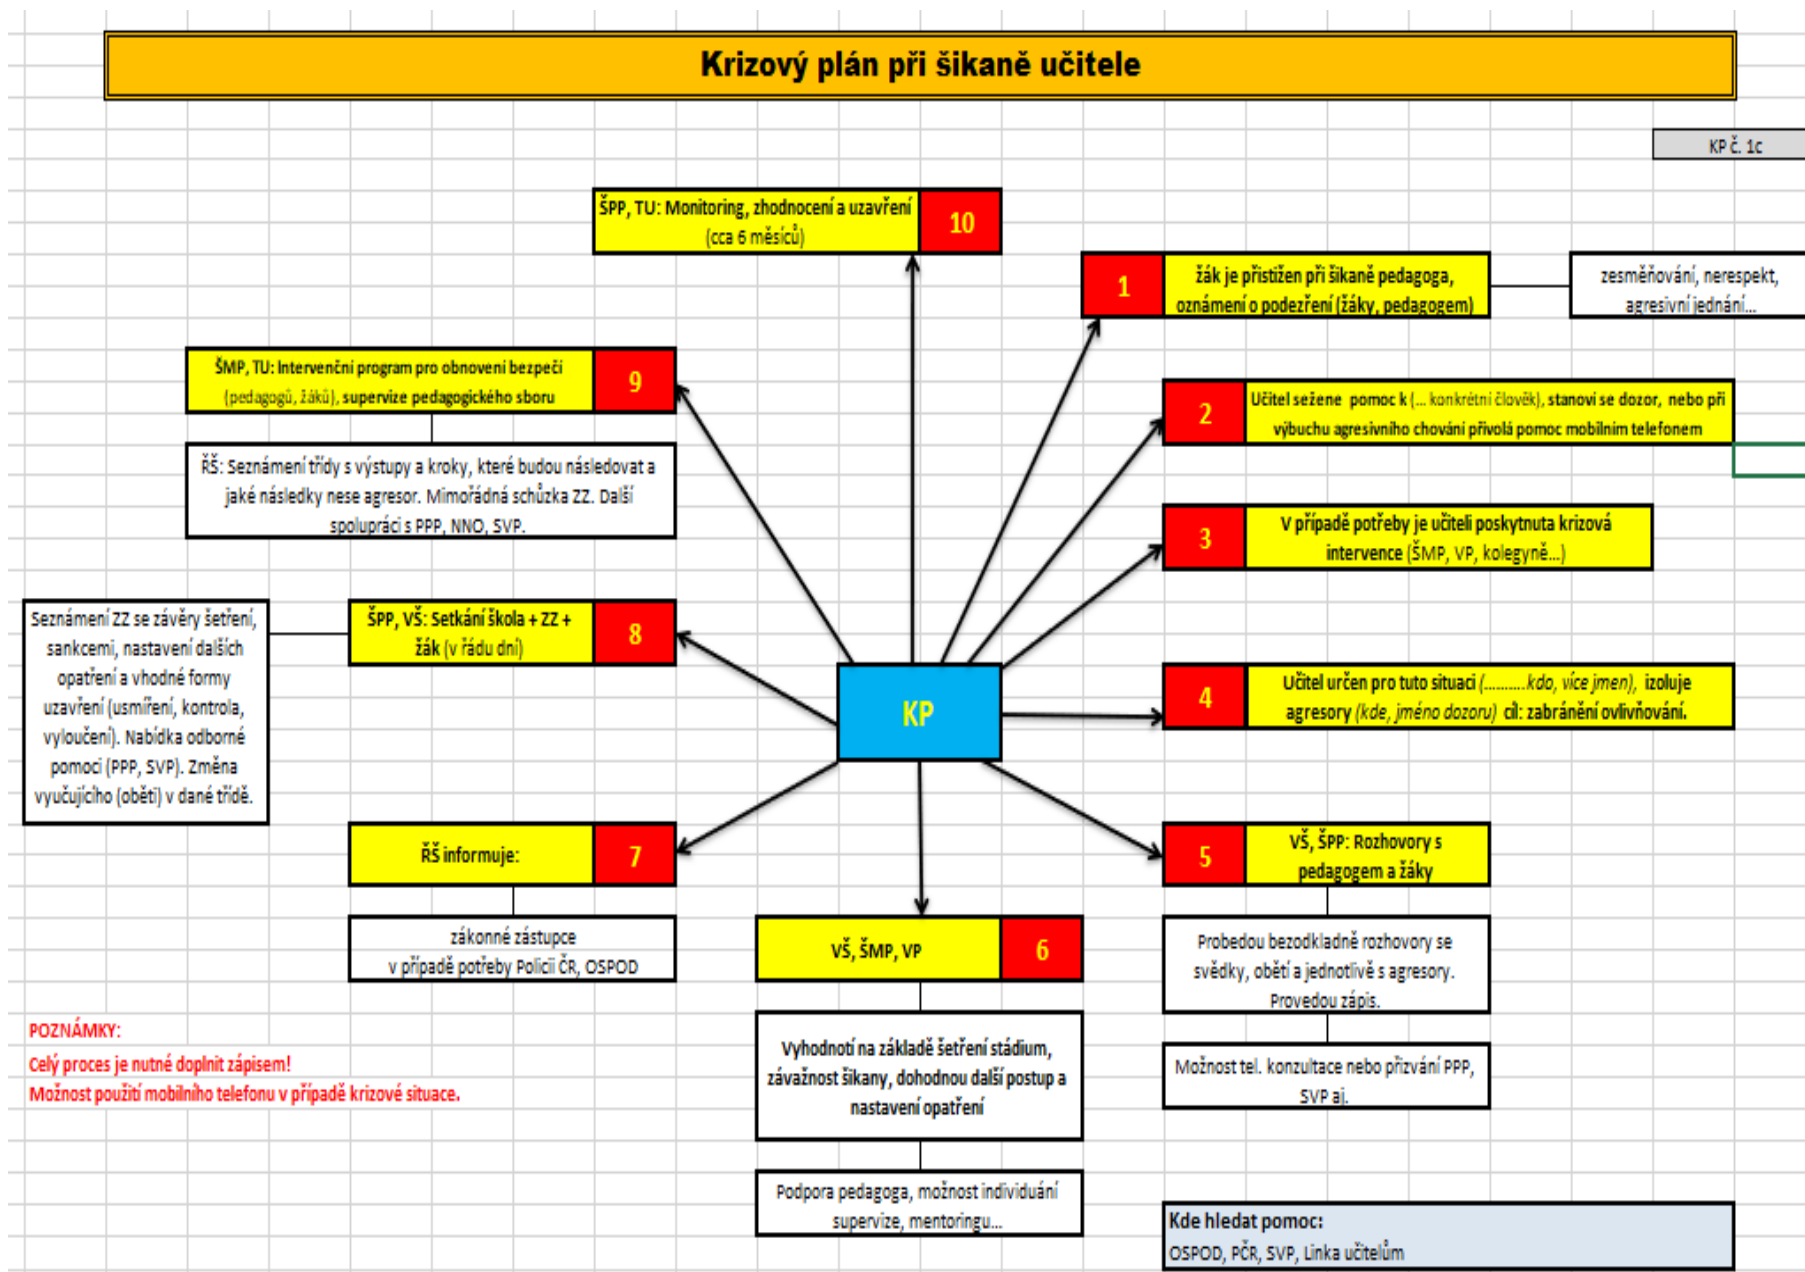 Krizový plán při šikaně učitele
KP č. 1c
ŠPP, TU: Monitoring, zhodnocení a uzavření
(cca 6 měsíců)
10
1
žák je přistižen při šikaně pedagoga,
oznámení o podezření (žáky, pedagogem)
zesměňování, nerespekt,
agresivní jednání...
ŠMP, TU: Intervenční program pro obnovení bezpečí
(pedagogů, žáků), supervize pedagogického sboru
9
ŘŠ: Seznámení třídy s výstupy a kroky, které budou následovat a
jaké následky nese agresor. Mimořádná schůzka ZZ. Další
spolupráci s PPP, NNO, SVP.
2
Učitel sežene pomoc k (... konkrétní člověk), stanoví se dozor, nebo při
výbuchu agresivního chování přivolá pomoc mobilním telefonem
3
V případě potřeby je učiteli poskytnuta krizová
intervence (ŠMP, VP, kolegyně...)
Seznámení ZZ se závěry šetření,
sankcemi, nastavení dalších
opatření a vhodné formy
uzavření (usmíření, kontrola,
vyloučení). Nabídka odborné
pomoci (PPP, SVP). Změna
vyučujícího (oběti) v dané třídě.
ŠPP, VŠ: Setkání škola + ZZ +
žák (v řádu dní)
8
KP
4
Učitel určen pro tuto situaci (..........kdo, více jmen), izoluje
agresory (kde, jméno dozoru) cíl: zabránění ovlivňování.
ŘŠ informuje:
7
zákonné zástupce
v případě potřeby Policii ČR, OSPOD
5
VŠ, ŠPP: Rozhovory s
pedagogem a žáky
Probedou bezodkladně rozhovory se
svědky, obětí a jednotlivě s agresory.
Provedou zápis.
Možnost tel. konzultace nebo přizvání PPP,
SVP aj.
VŠ, ŠMP, VP
6
Vyhodnotí na základě šetření stádium,
závažnost šikany, dohodnou další postup a
nastavení opatření
Podpora pedagoga, možnost individuání
supervize, mentoringu...
POZNÁMKY:
Celý proces je nutné doplnit zápisem!
Možnost použití mobilního telefonu v případě krizové situace.
Kde hledat pomoc:
OSPOD, PČR, SVP, Linka učitelům